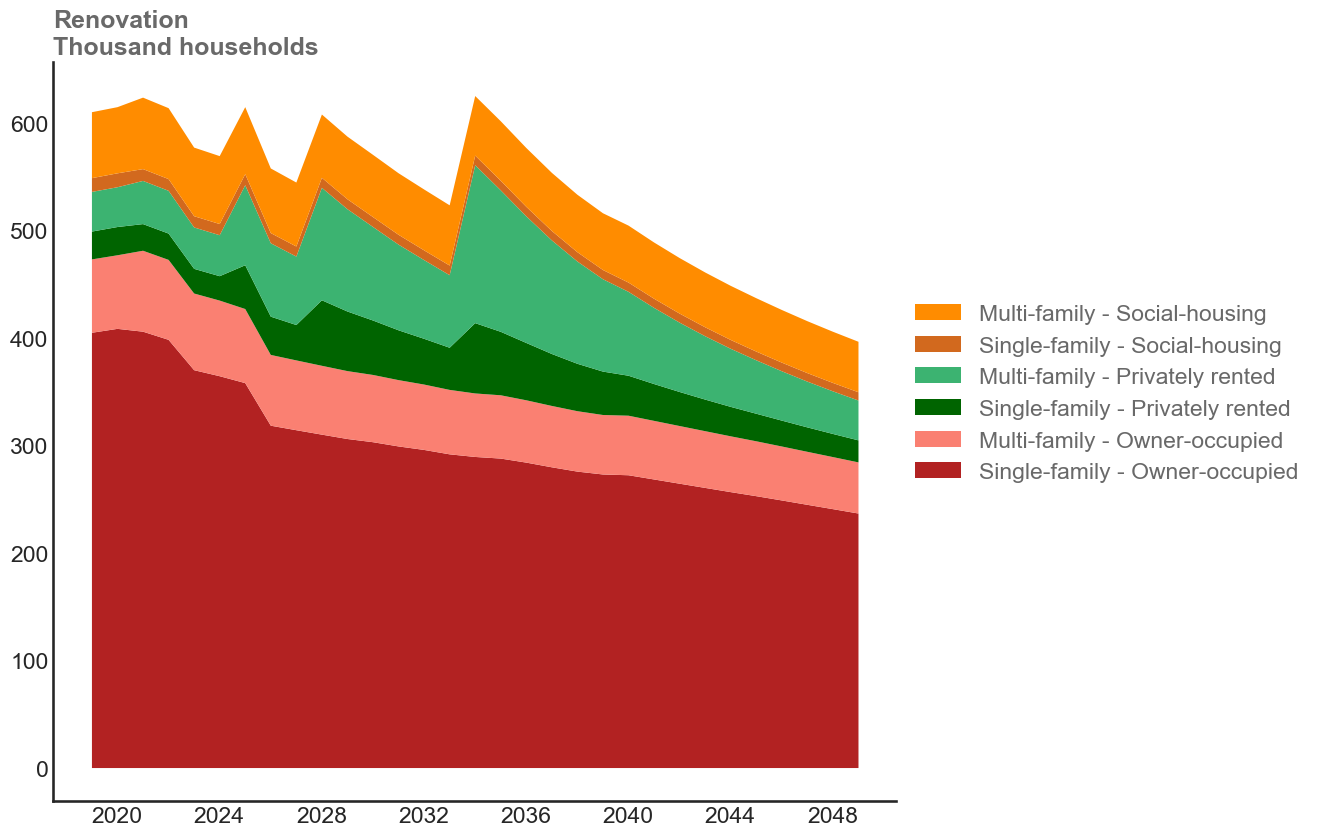 Renovation
Thousand households
600
500
400
300
200
100
0
2020 2024 2028 2032 2036 2040 2044 2048
Multi-family - Social-housing
Single-family - Social-housing
Multi-family - Privately rented
Single-family - Privately rented
Multi-family - Owner-occupied
Single-family - Owner-occupied